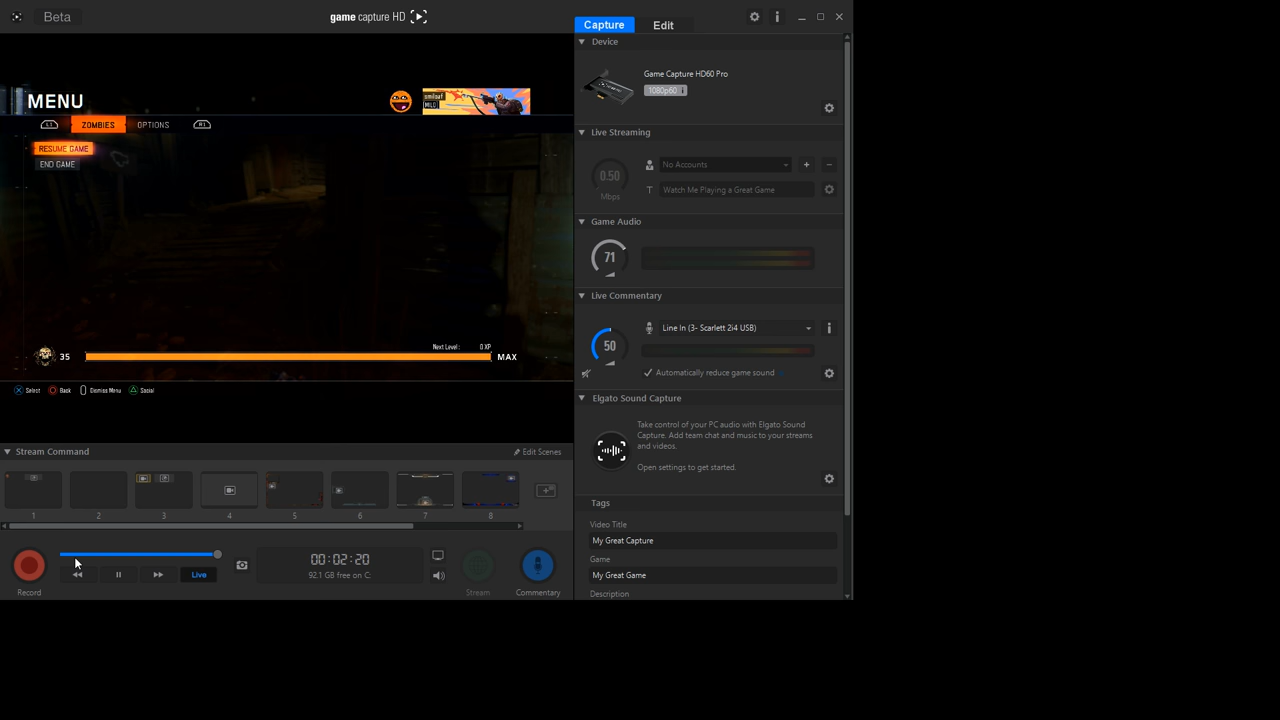 Beta
game capture HD
Capture
Edit
Device
Game Capture HD60 Pro
1080p60 i
MENU
smiloaf
MILO
L1
ZOMBIES
OPTIONS
R1
RESUME GAME
END GAME
Next Level: 0 XP
35
MAX
Select
Back
Dismiss Menu
Social
Live Streaming
0.50
Mbps
No Accounts
Watch Me Playing a Great Game
Game Audio
71
Live Commentary
50
Line In (3- Scarlett 2i4 USB)
Automatically reduce game sound
Elgato Sound Capture
Take control of your PC audio with Elgato Sound
Capture. Add team chat and music to your streams
and videos.
Open settings to get started.
Tags
Video Title
My Great Capture
Game
My Great Game
Description
Stream Command
Edit Scenes
1
2
3
4
5
6
7
8
00:02:20
92.1 GB free on C:
Live
Record
Stream
Commentary